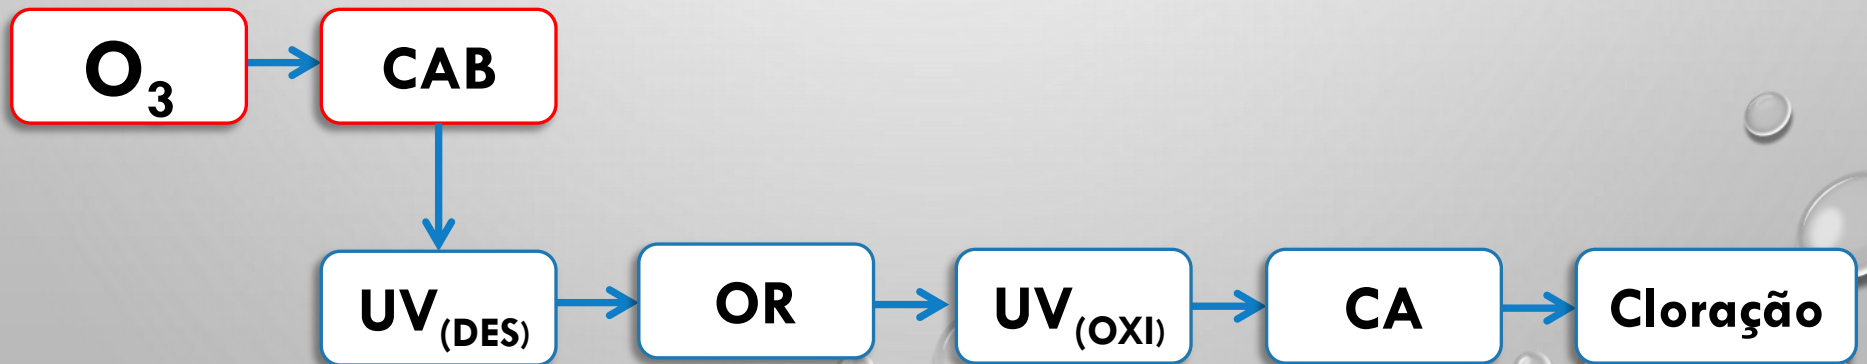 O₃
CAB
UV(DES)
OR
UV(OXI)
CA
Cloração